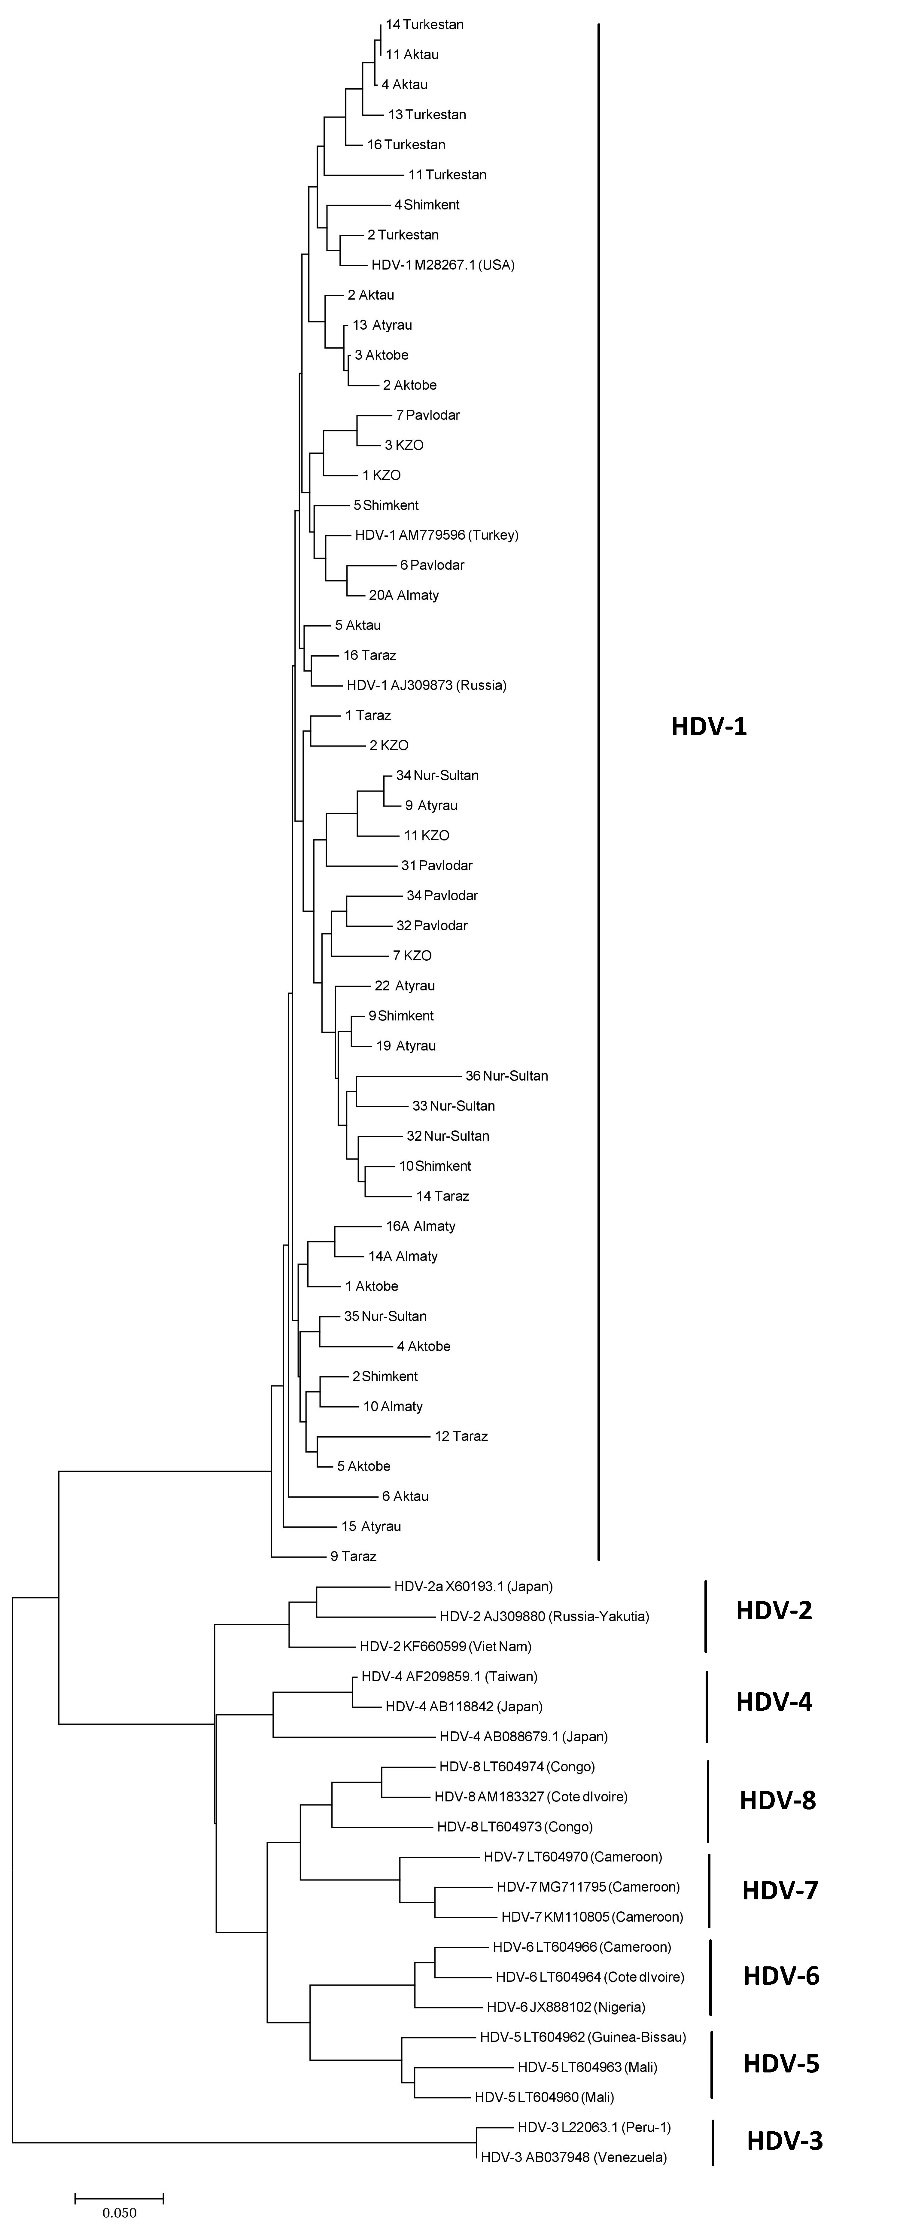 14 Turkestan
11 Aktau
4 Aktau
13 Turkestan
16 Turkestan
11 Turkestan
4 Shimkent
2 Turkestan
HDV-1 M28267.1 (USA)
2 Aktau
13 Atyrau
3 Aktobe
2 Aktobe
7 Pavlodar
3 KZO
1 KZO
5 Shimkent
HDV-1 AM779596 (Turkey)
6 Pavlodar
20A Almaty
5 Aktau
16 Taraz
HDV-1 AJ309873 (Russia)
1 Taraz
HDV-1
2 KZO
34 Nur-Sultan
9 Atyrau
11 KZO
31 Pavlodar
34 Pavlodar
32 Pavlodar
7 KZO
22 Atyrau
9 Shimkent
19 Atyrau
36 Nur-Sultan
33 Nur-Sultan
32 Nur-Sultan
10 Shimkent
14 Taraz
16A Almaty
14A Almaty
1 Aktobe
35 Nur-Sultan
4 Aktobe
2 Shimkent
10 Almaty
12 Taraz
5 Aktobe
6 Aktau
15 Atyrau
9 Taraz
HDV-2a X60193.1 (Japan)
HDV-2
HDV-2 AJ309880 (Russia-Yakutia)
HDV-2 KF660599 (Viet Nam)
HDV-4 AF209859.1 (Taiwan)
HDV-4
HDV-4 AB118842 (Japan)
HDV-4 AB088679.1 (Japan)
HDV-8 LT604974 (Congo)
HDV-8
HDV-8 AM183327 (Cote dIvoire)
HDV-8 LT604973 (Congo)
HDV-7 LT604970 (Cameroon)
HDV-7
HDV-7 MG711795 (Cameroon)
HDV-7 KM110805 (Cameroon)
HDV-6 LT604966 (Cameroon)
HDV-6
HDV-6 LT604964 (Cote dIvoire)
HDV-6 JX888102 (Nigeria)
HDV-5 LT604962 (Guinea-Bissau)
HDV-5
HDV-5 LT604963 (Mali)
HDV-5 LT604960 (Mali)
HDV-3 L22063.1 (Peru-1)
HDV-3
HDV-3 AB037948 (Venezuela)
0.050